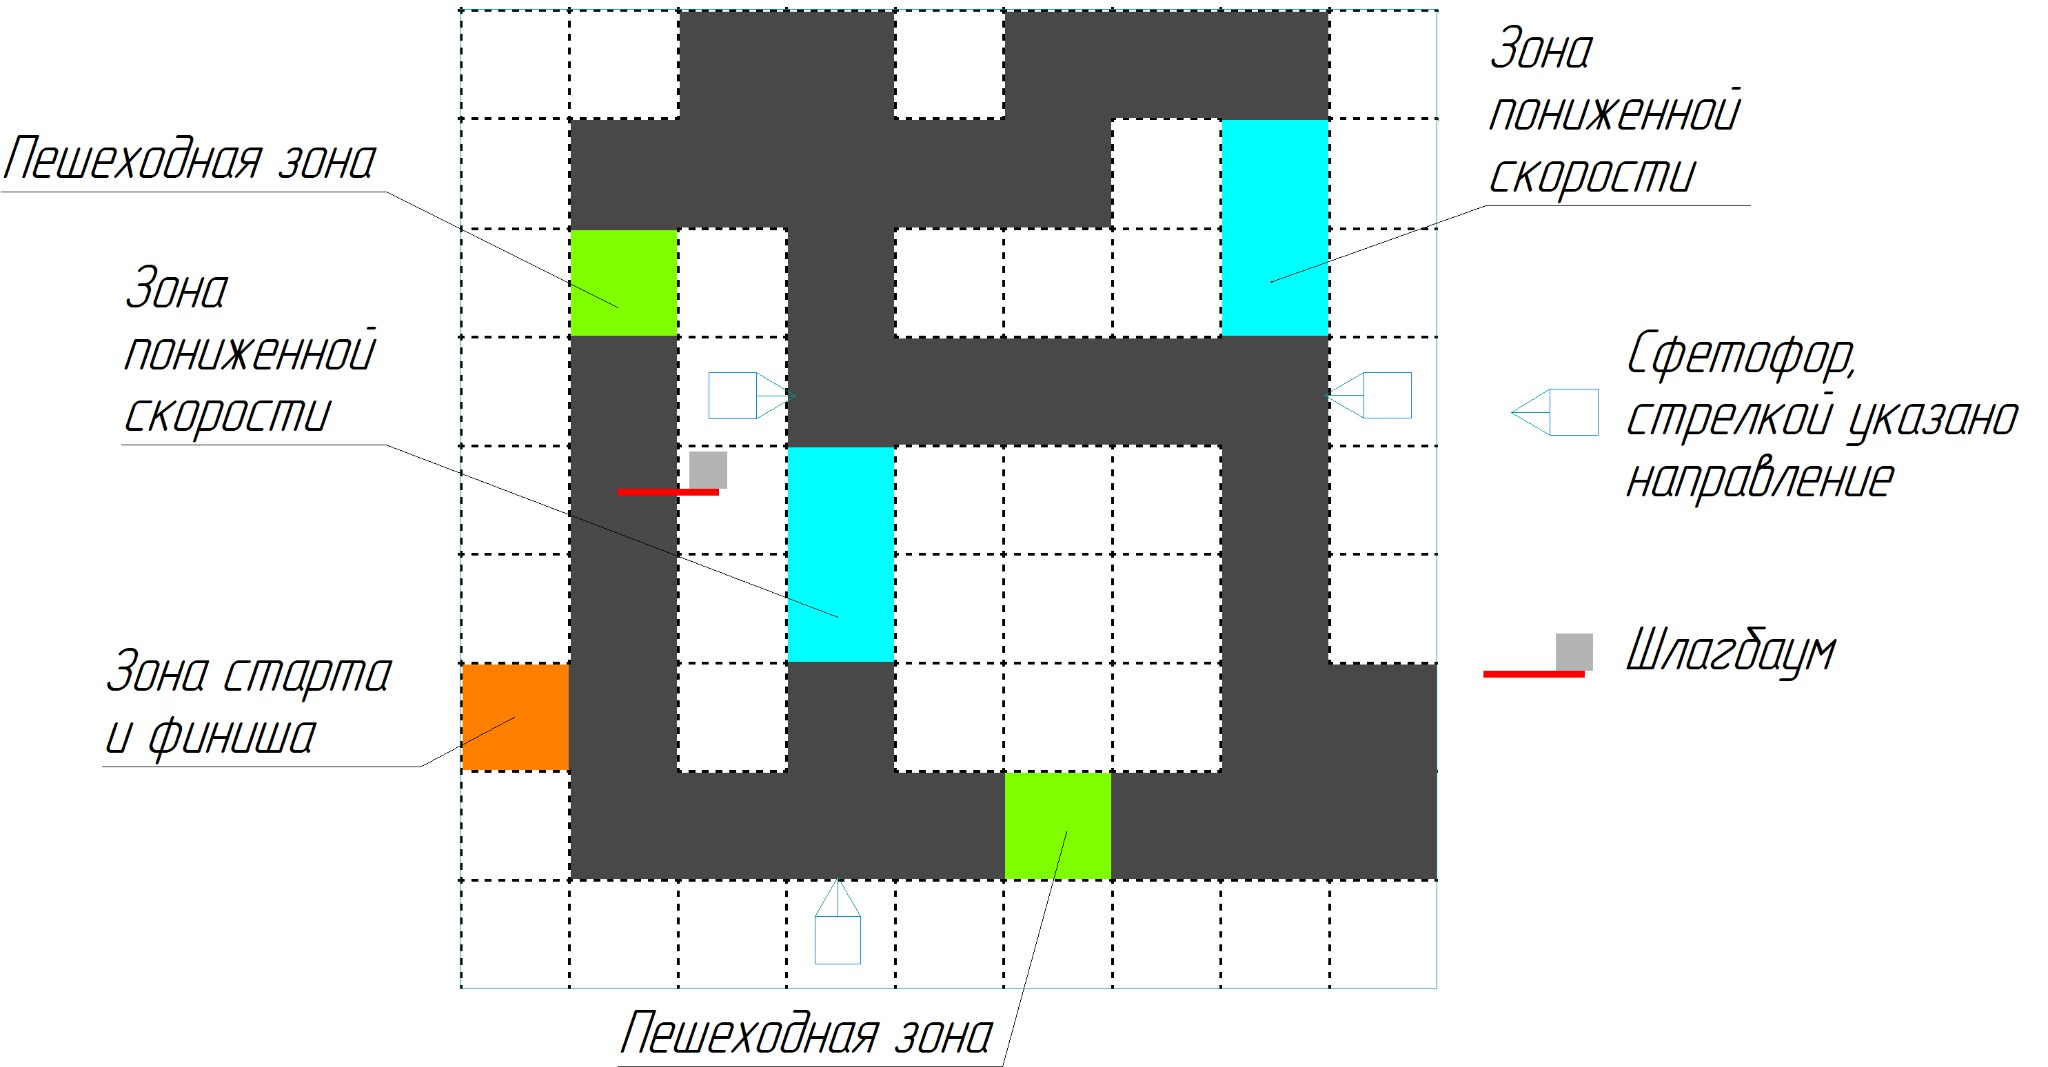 Зона
пониженной
скорости
Пешеходная зона
Зона
пониженной
скорости
Сфетофор,
стрелкой указано
направление
Зона старта
и финиша
Шлагбаум
Пешеходная зона